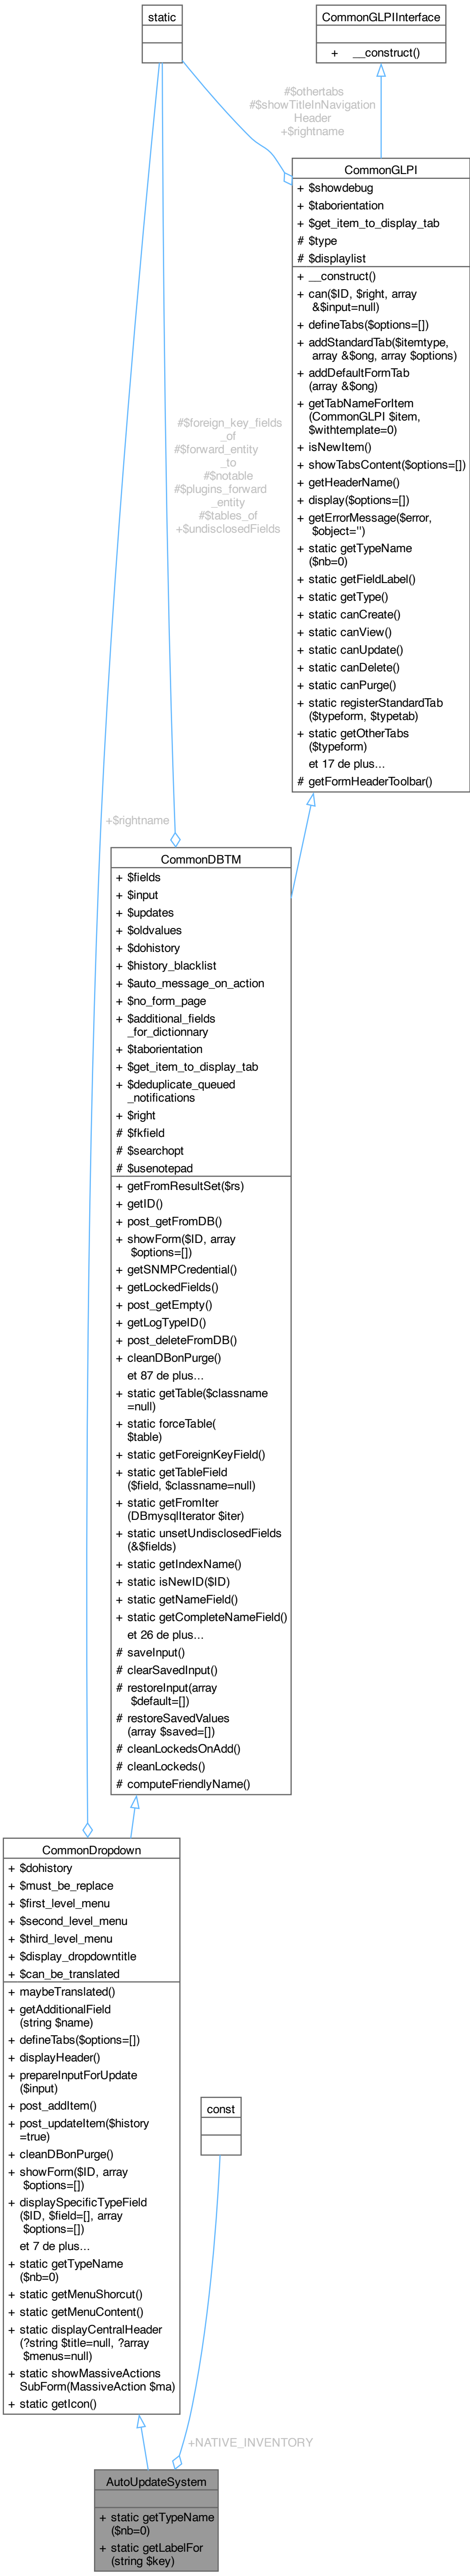 static
CommonGLPIInterface
+ __construct()
#$othertabs
#$showTitleInNavigation
Header
+$rightname
CommonGLPI
+ $showdebug
+ $taborientation
+ $get_item_to_display_tab
# $type
# $displaylist
+ __construct()
+ can($ID, $right, array
&$input=null)
+ defineTabs($options=[])
+ addStandardTab($itemtype,
array &$ong, array $options)
+ addDefaultFormTab
(array &$ong)
+ getTabNameForItem
(CommonGLPI $item,
$withtemplate=0)
+ isNewItem()
+ showTabsContent($options=[])
+ getHeaderName()
+ display($options=[])
+ getErrorMessage($error,
$object='')
+ static getTypeName
($nb=0)
+ static getFieldLabel()
+ static getType()
+ static canCreate()
+ static canView()
+ static canUpdate()
+ static canDelete()
+ static canPurge()
+ static registerStandardTab
($typeform, $typetab)
+ static getOtherTabs
($typeform)
et 17 de plus...
# getFormHeaderToolbar()
#$foreign_key_fields
_of
#$forward_entity
_to
#$notable
#$plugins_forward
_entity
#$tables_of
+$undisclosedFields
+$rightname
CommonDBTM
+ $fields
+ $input
+ $updates
+ $oldvalues
+ $dohistory
+ $history_blacklist
+ $auto_message_on_action
+ $no_form_page
+ $additional_fields
_for_dictionnary
+ $taborientation
+ $get_item_to_display_tab
+ $deduplicate_queued
_notifications
+ $right
# $fkfield
# $searchopt
# $usenotepad
+ getFromResultSet($rs)
+ getID()
+ post_getFromDB()
+ showForm($ID, array
$options=[])
+ getSNMPCredential()
+ getLockedFields()
+ post_getEmpty()
+ getLogTypeID()
+ post_deleteFromDB()
+ cleanDBonPurge()
et 87 de plus...
+ static getTable($classname
=null)
+ static forceTable(
$table)
+ static getForeignKeyField()
+ static getTableField
($field, $classname=null)
+ static getFromIter
(DBmysqlIterator $iter)
+ static unsetUndisclosedFields
(&$fields)
+ static getIndexName()
+ static isNewID($ID)
+ static getNameField()
+ static getCompleteNameField()
et 26 de plus...
# saveInput()
# clearSavedInput()
# restoreInput(array
$default=[])
# restoreSavedValues
(array $saved=[])
# cleanLockedsOnAdd()
# cleanLockeds()
# computeFriendlyName()
CommonDropdown
+ $dohistory
+ $must_be_replace
+ $first_level_menu
+ $second_level_menu
+ $third_level_menu
+ $display_dropdowntitle
+ $can_be_translated
+ maybeTranslated()
+ getAdditionalField
(string $name)
+ defineTabs($options=[])
+ displayHeader()
+ prepareInputForUpdate
($input)
+ post_addItem()
+ post_updateItem($history
=true)
+ cleanDBonPurge()
+ showForm($ID, array
$options=[])
+ displaySpecificTypeField
($ID, $field=[], array
$options=[])
et 7 de plus...
+ static getTypeName
($nb=0)
+ static getMenuShorcut()
+ static getMenuContent()
+ static displayCentralHeader
(?string $title=null, ?array
$menus=null)
+ static showMassiveActions
SubForm(MassiveAction $ma)
+ static getIcon()
const
+NATIVE_INVENTORY
AutoUpdateSystem
+ static getTypeName
($nb=0)
+ static getLabelFor
(string $key)